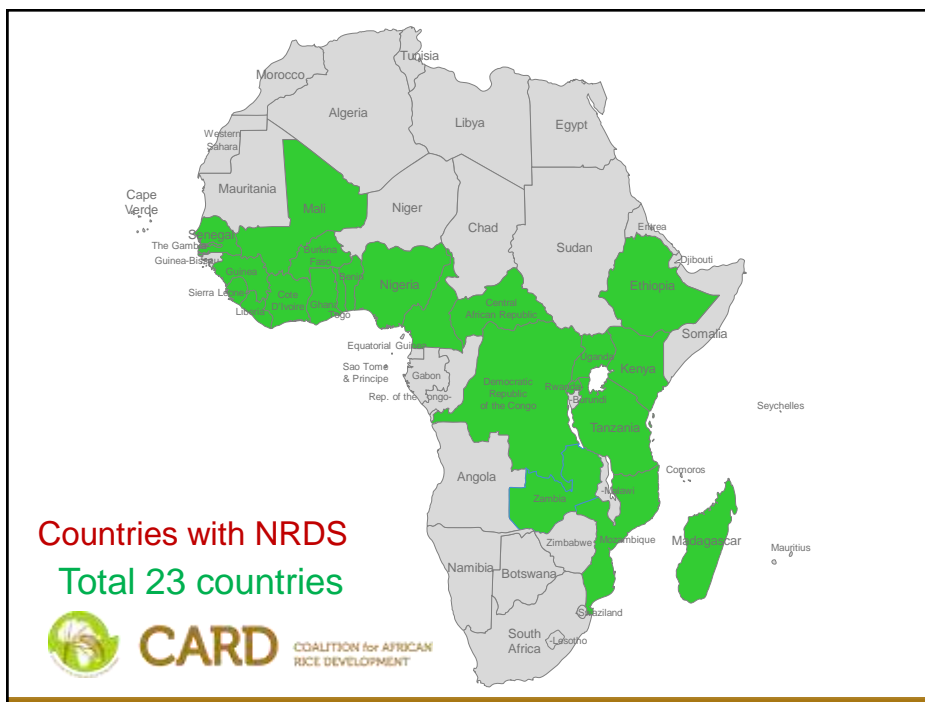 Tunisia
Morocco
Algeria
Libya
Egypt
Western
Sahara
Mauritania
Cape
Verde
Mali
Niger
Chad
Sudan
Eritrea
Senegal
The Gambia
Burkina
Faso
Djibouti
Guinea-Bissau
Guinea
Benin
Nigeria
Ethiopia
Sierra Leone
Cote
D'Ivoire
Ghana
Central
African Republic
Liberia
Togo
Somalia
Equatorial Guinea
Uganda
Kenya
Sao Tome
& Principe
Gabon
Democratic
Republic
of the Congo
Rwanda
Rep. of the Congo-
-Burundi
Seychelles
Tanzania
Comoros
Angola
-Malawi
Zambia
Zimbabwe
Mozambique
Madagascar
Mauritius
Namibia
Botswana
-Swaziland
South
Africa
-Lesotho
Countries with NRDS
Total 23 countries
CARD
COALITION for AFRICAN
RICE DEVELOPMENT